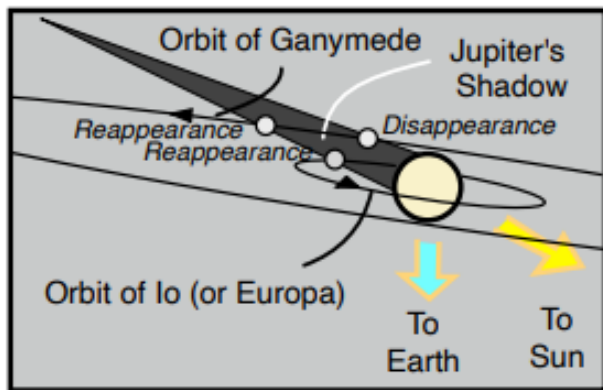 Orbit of Ganymede
Jupiter's
Shadow
Reappearance
Disappearance
Reappearance
Orbit of Io (or Europa)
To
Earth
To
Sun